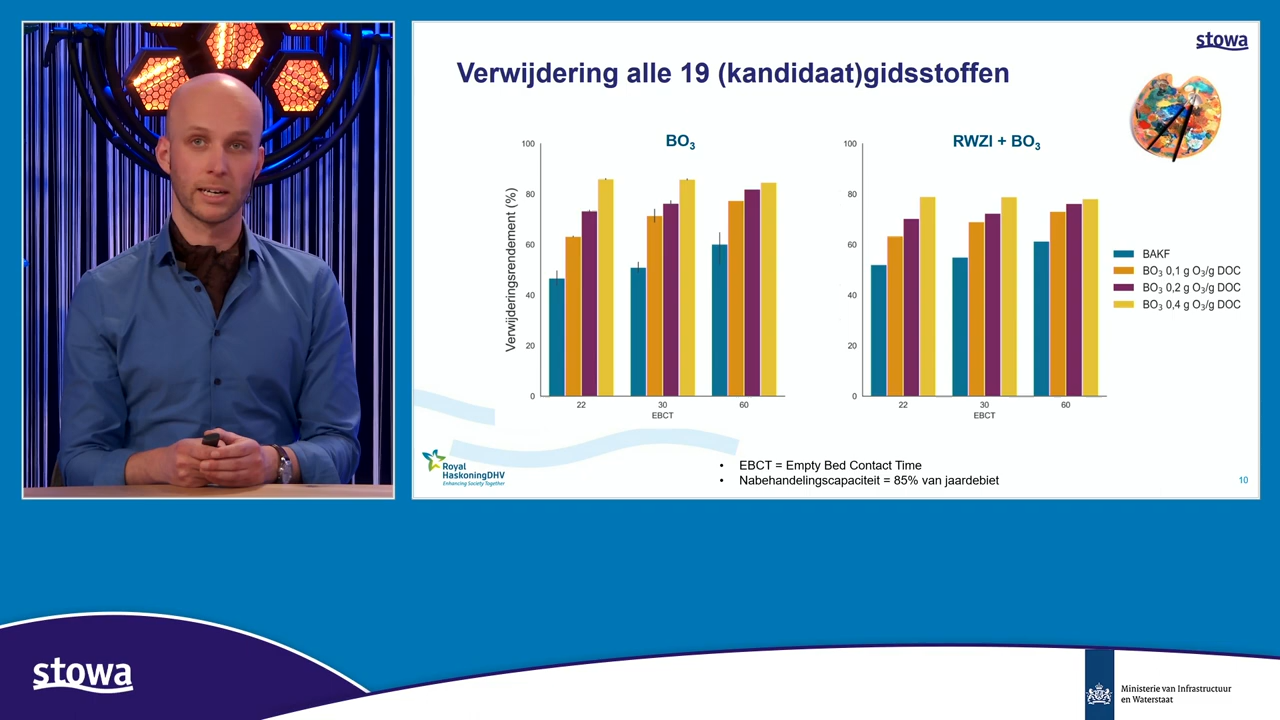 stowa
Verwijdering alle 19 (kandidaat)gidsstoffen
BO₃
RWZI + BO₃
Verwijderingsrendement (%)
100
80
60
40
20
0
22
30
60
EBCT
100
80
60
40
20
0
22
30
60
EBCT
BAKF
BO₃ 0,1 g O₃/g DOC
BO₃ 0,2 g O₃/g DOC
BO₃ 0,4 g O₃/g DOC
Royal
HaskoningDHV
Enhancing Society Together
• EBCT = Empty Bed Contact Time
• Nabehandelingscapaciteit = 85% van jaardebiet
10
stowa
Ministerie van Infrastructuur
en Waterstaat